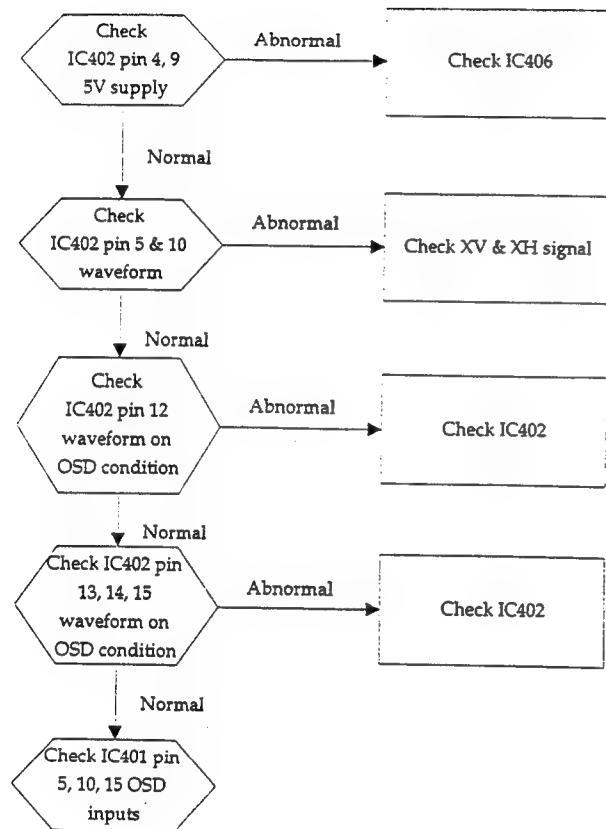 Check
IC402 pin 4, 9
5V supply
Abnormal
Check IC406
Normal
Check
IC402 pin 5 & 10
waveform
Abnormal
Check XV & XH signal
Normal
Check
IC402 pin 12
waveform on
OSD condition
Abnormal
Check IC402
Normal
Check IC402 pin
13, 14, 15
waveform on
OSD condition
Abnormal
Check IC402
Normal
Check IC401 pin
5, 10, 15 OSD
inputs